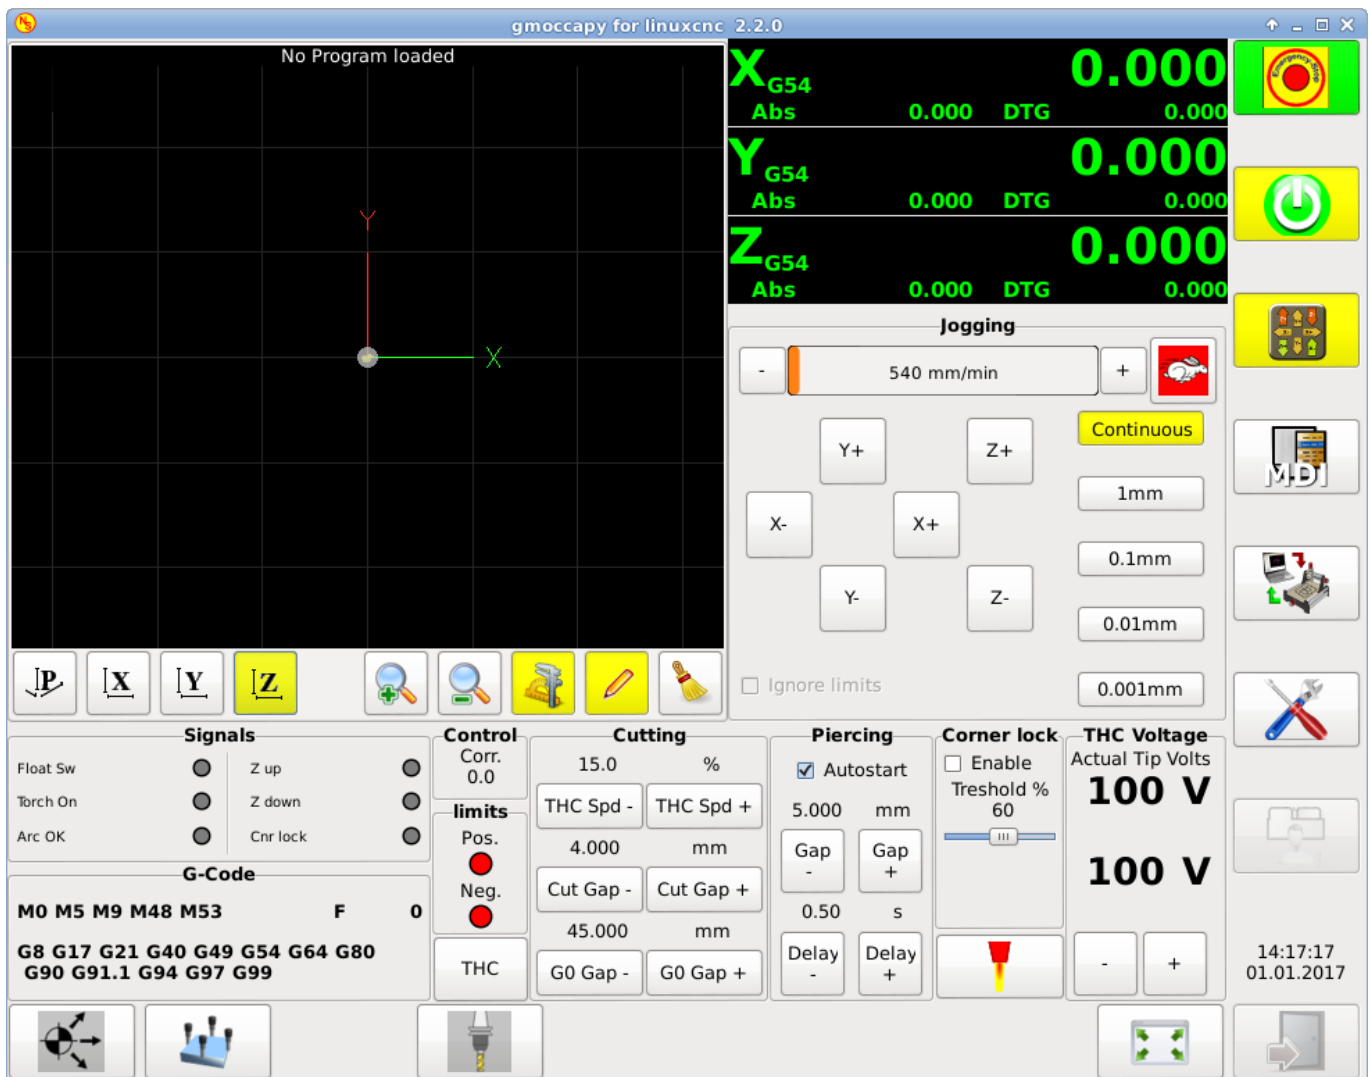 gmoccapy for linuxcnc 2.2.0
No Program loaded
Y
X
X G54 0.000
Abs 0.000 DTG 0.000
Y G54 0.000
Abs 0.000 DTG 0.000
Z G54 0.000
Abs 0.000 DTG 0.000
Emergency-Stop
Jogging
- 540 mm/min +
Continuous
Y+ Z+
1mm
X- X+
0.1mm
Y- Z-
0.01mm
Ignore limits
0.001mm
MDI
P X Y Z
Signals
Float Sw Z up
Torch On Z down
Arc OK Cnr lock
G-Code
M0 M5 M9 M48 M53 F 0
G8 G17 G21 G40 G49 G54 G64 G80
G90 G91.1 G94 G97 G99
Control
Corr.
0.0
limits
Pos.
Neg.
THC
Cutting
15.0 %
THC Spd - THC Spd +
4.000 mm
Cut Gap - Cut Gap +
45.000 mm
G0 Gap - G0 Gap +
Piercing
Autostart
5.000 mm
Gap - Gap +
0.50 s
Delay - Delay +
Corner lock
Enable
Treshold %
60
THC Voltage
Actual Tip Volts
100 V
100 V
- +
14:17:17
01.01.2017